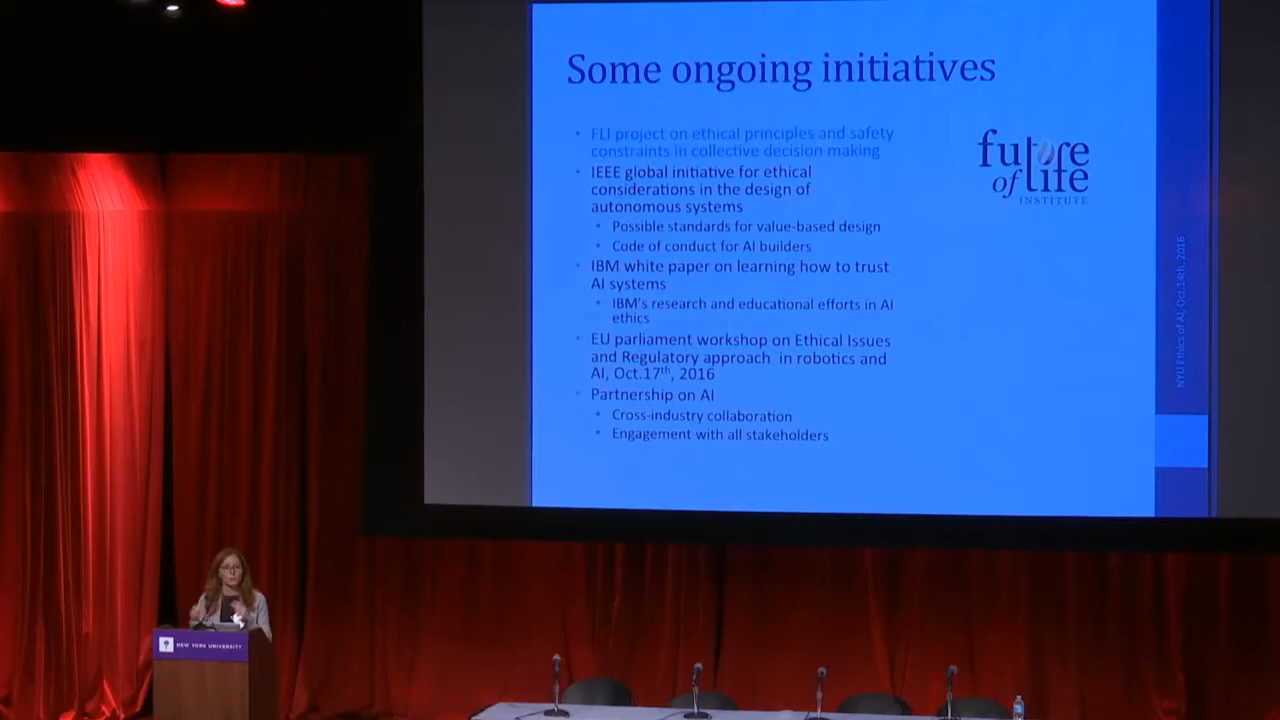 Some ongoing initiatives
• FLI project on ethical principles and safety
constraints in collective decision making
• IEEE global initiative for ethical
considerations in the design of
autonomous systems
• Possible standards for value-based design
• Code of conduct for AI builders
• IBM white paper on learning how to trust
AI systems
• IBM's research and educational efforts in AI
ethics
• EU parliament workshop on Ethical Issues
and Regulatory approach in robotics and
AI, Oct.17th, 2016
• Partnership on AI
• Cross-industry collaboration
• Engagement with all stakeholders
future
of life
INSTITUTE
NYU Ethics of AI, Oct.14th, 2016
NEW YORK UNIVERSITY